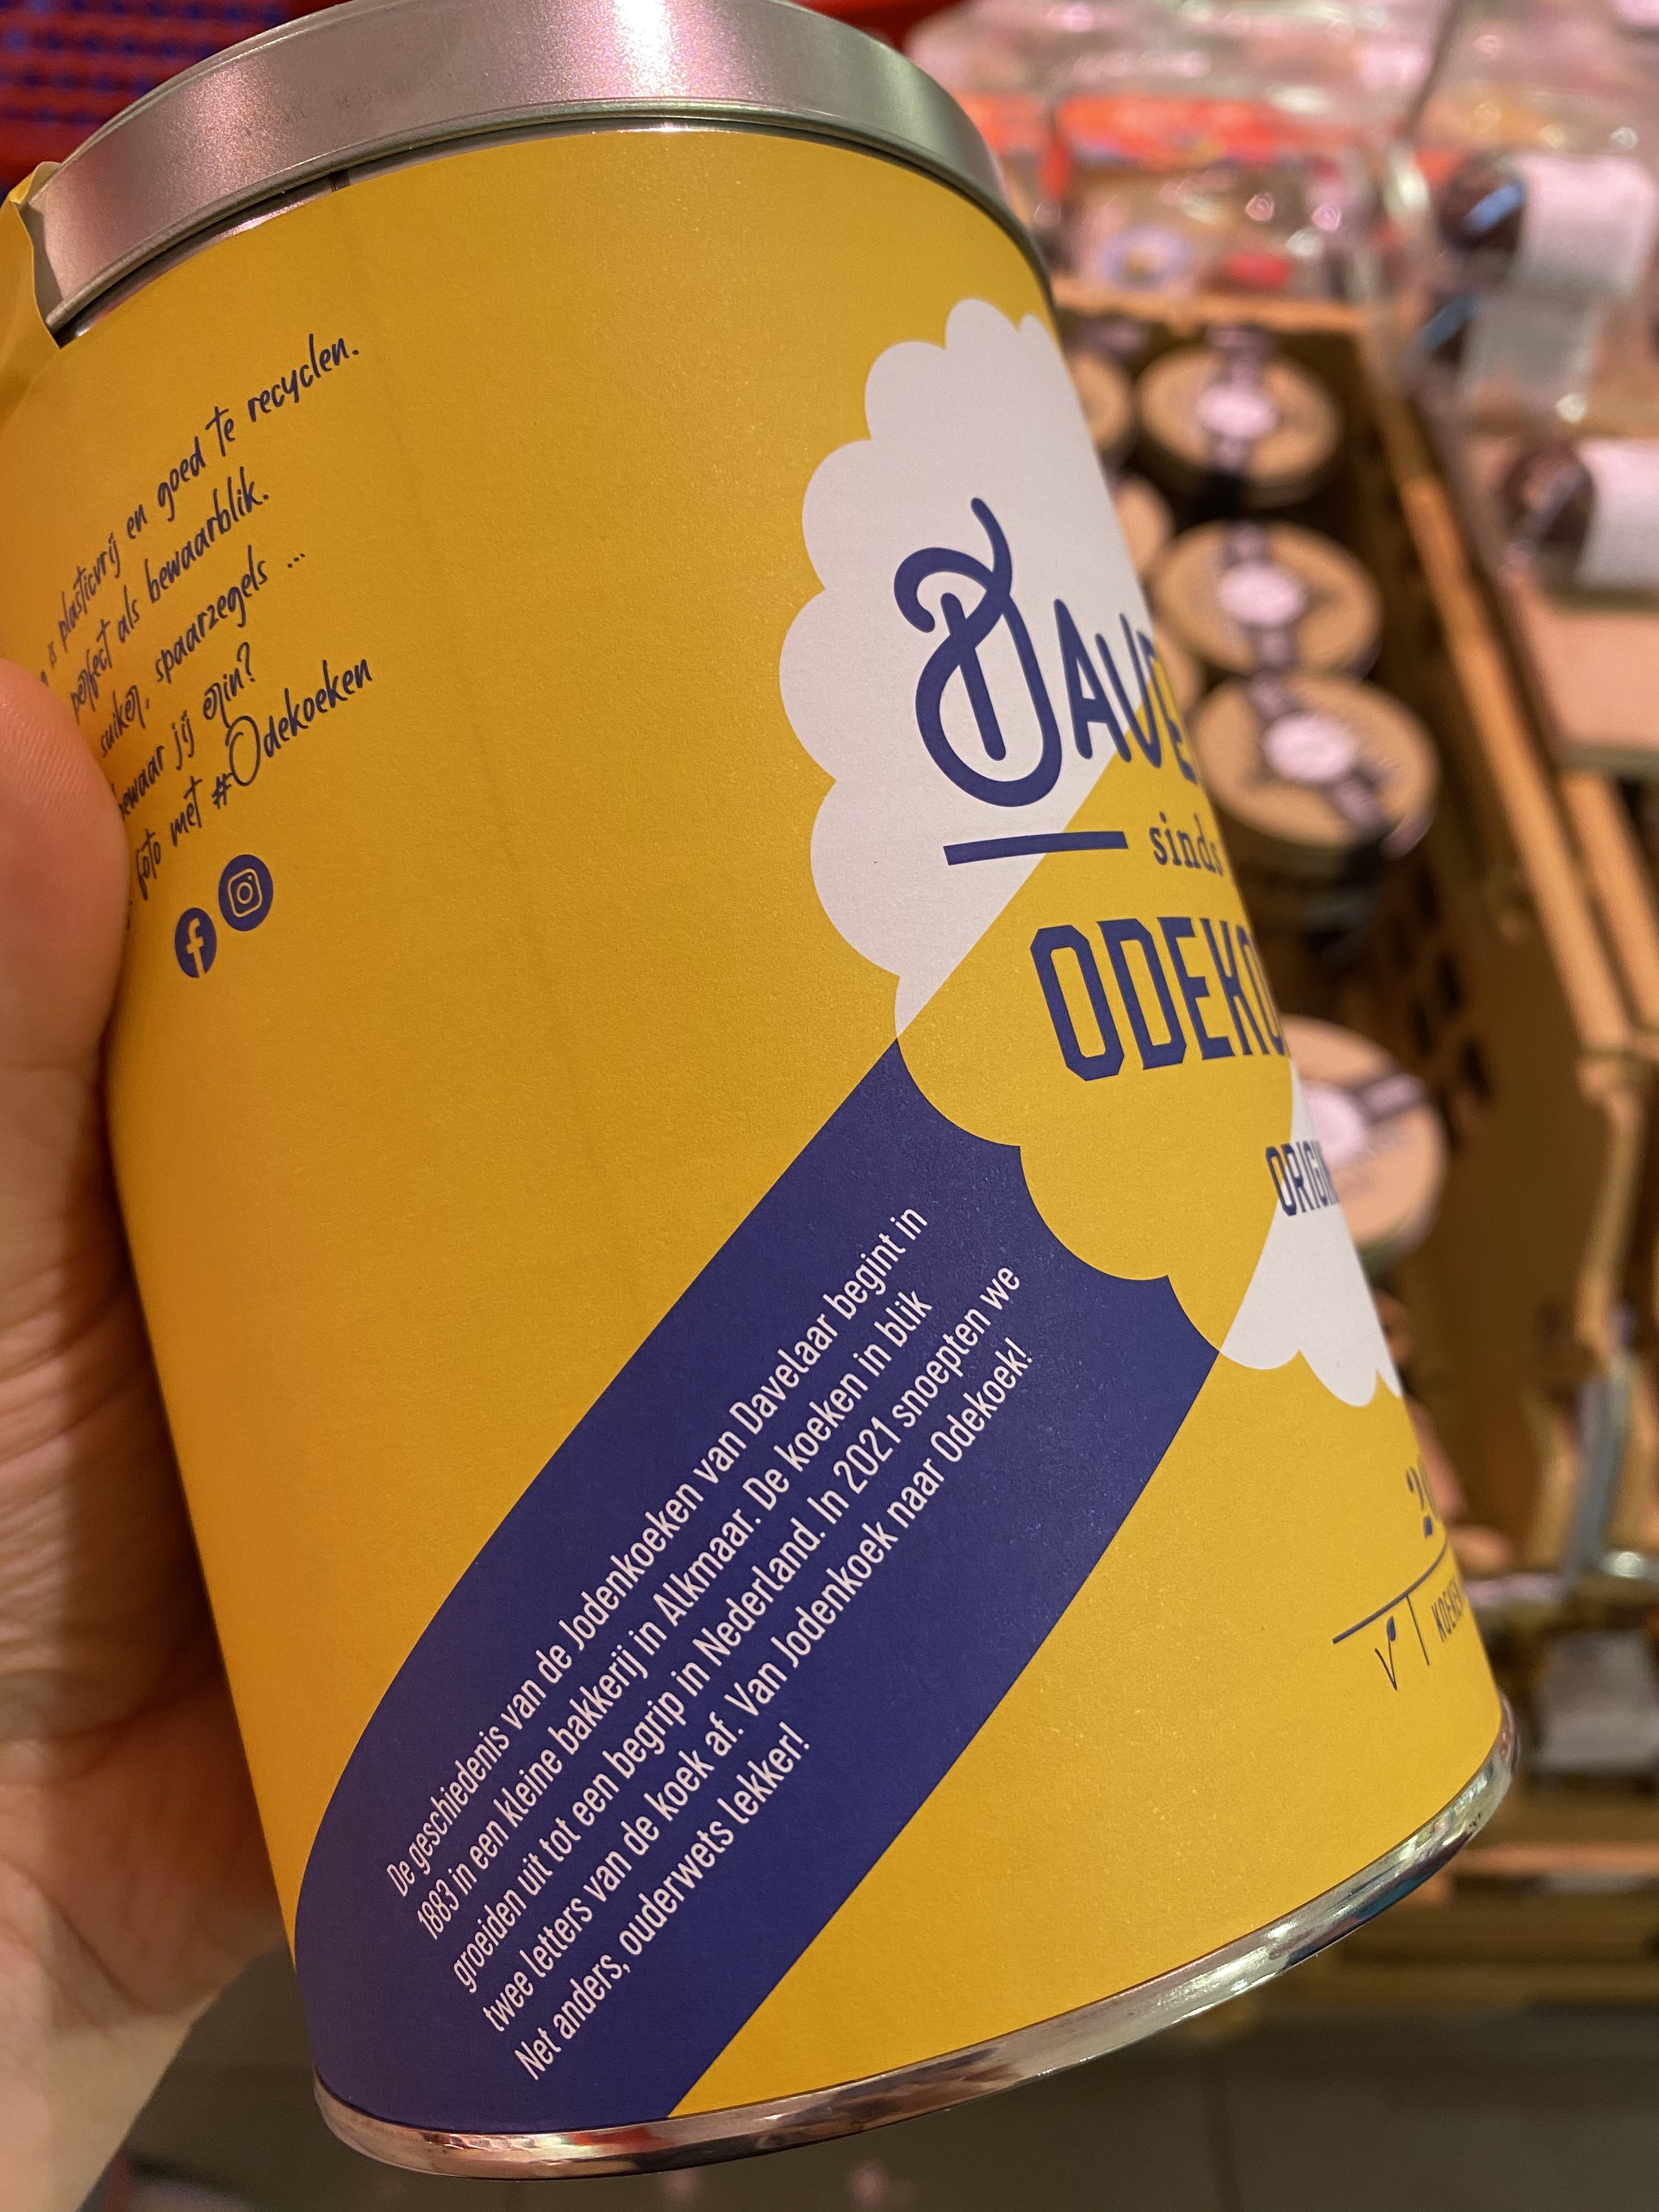 is plasticvrij en goed te recyclen.
perfect als bewaarblik.
suiker, spaarzegels ...
jij erin?
foto met #Odekoeken
sinds
De geschiedenis van de Jodenkoeken van Davelaar begint in
1883 in een kleine bakkerij in Alkmaar. De koeken in blik
groeiden uit tot een begrip in Nederland. In 2021 snoepten we
twee letters van de koek af. Van Jodenkoek naar Odekoek!
Net anders, ouderwets lekker!